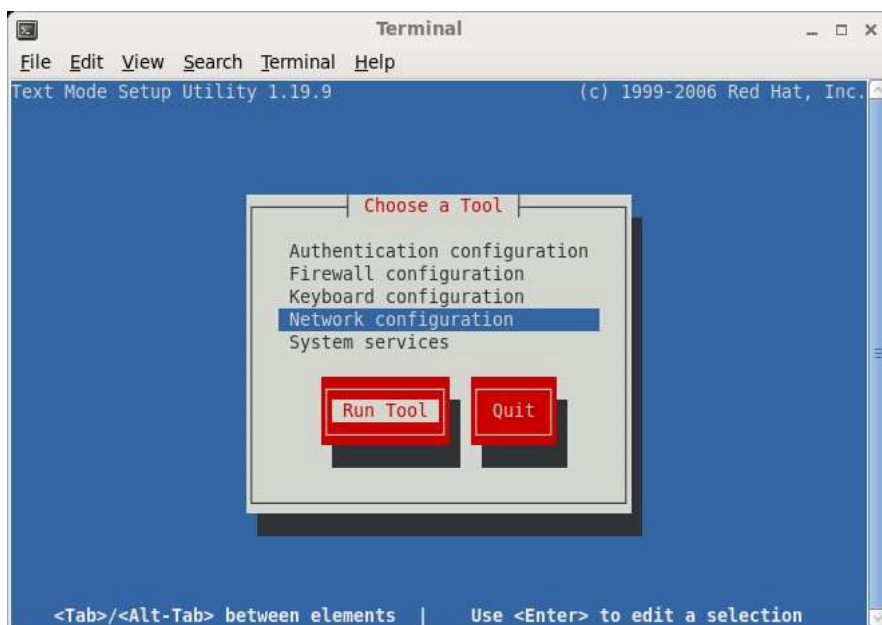 Terminal
File Edit View Search Terminal Help
Text Mode Setup Utility 1.19.9 (c) 1999-2006 Red Hat, Inc.
Choose a Tool
Authentication configuration
Firewall configuration
Keyboard configuration
Network configuration
System services
Run Tool Quit
<Tab>/<Alt-Tab> between elements | Use <Enter> to edit a selection